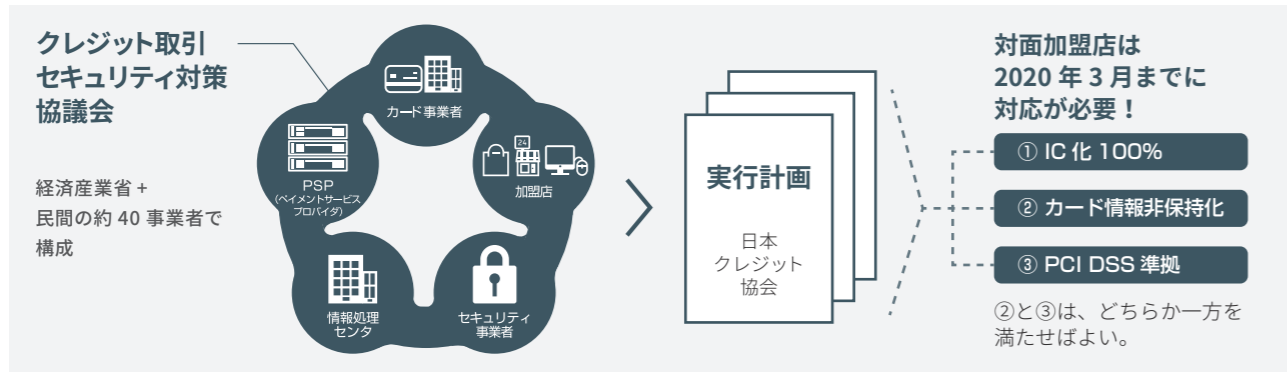 クレジット取引
セキュリティ対策
協議会
経済産業省 +
民間の約 40 事業者で
構成
カード事業者
PSP
(ペイメントサービス
プロバイダ)
24
加盟店
情報処理
センタ
セキュリティ
事業者
実行計画
日本
クレジット
協会
対面加盟店は
2020 年 3 月までに
対応が必要!
① IC 化 100%
② カード情報非保持化
③ PCI DSS 準拠
②と③は、どちらか一方を
満たせばよい。